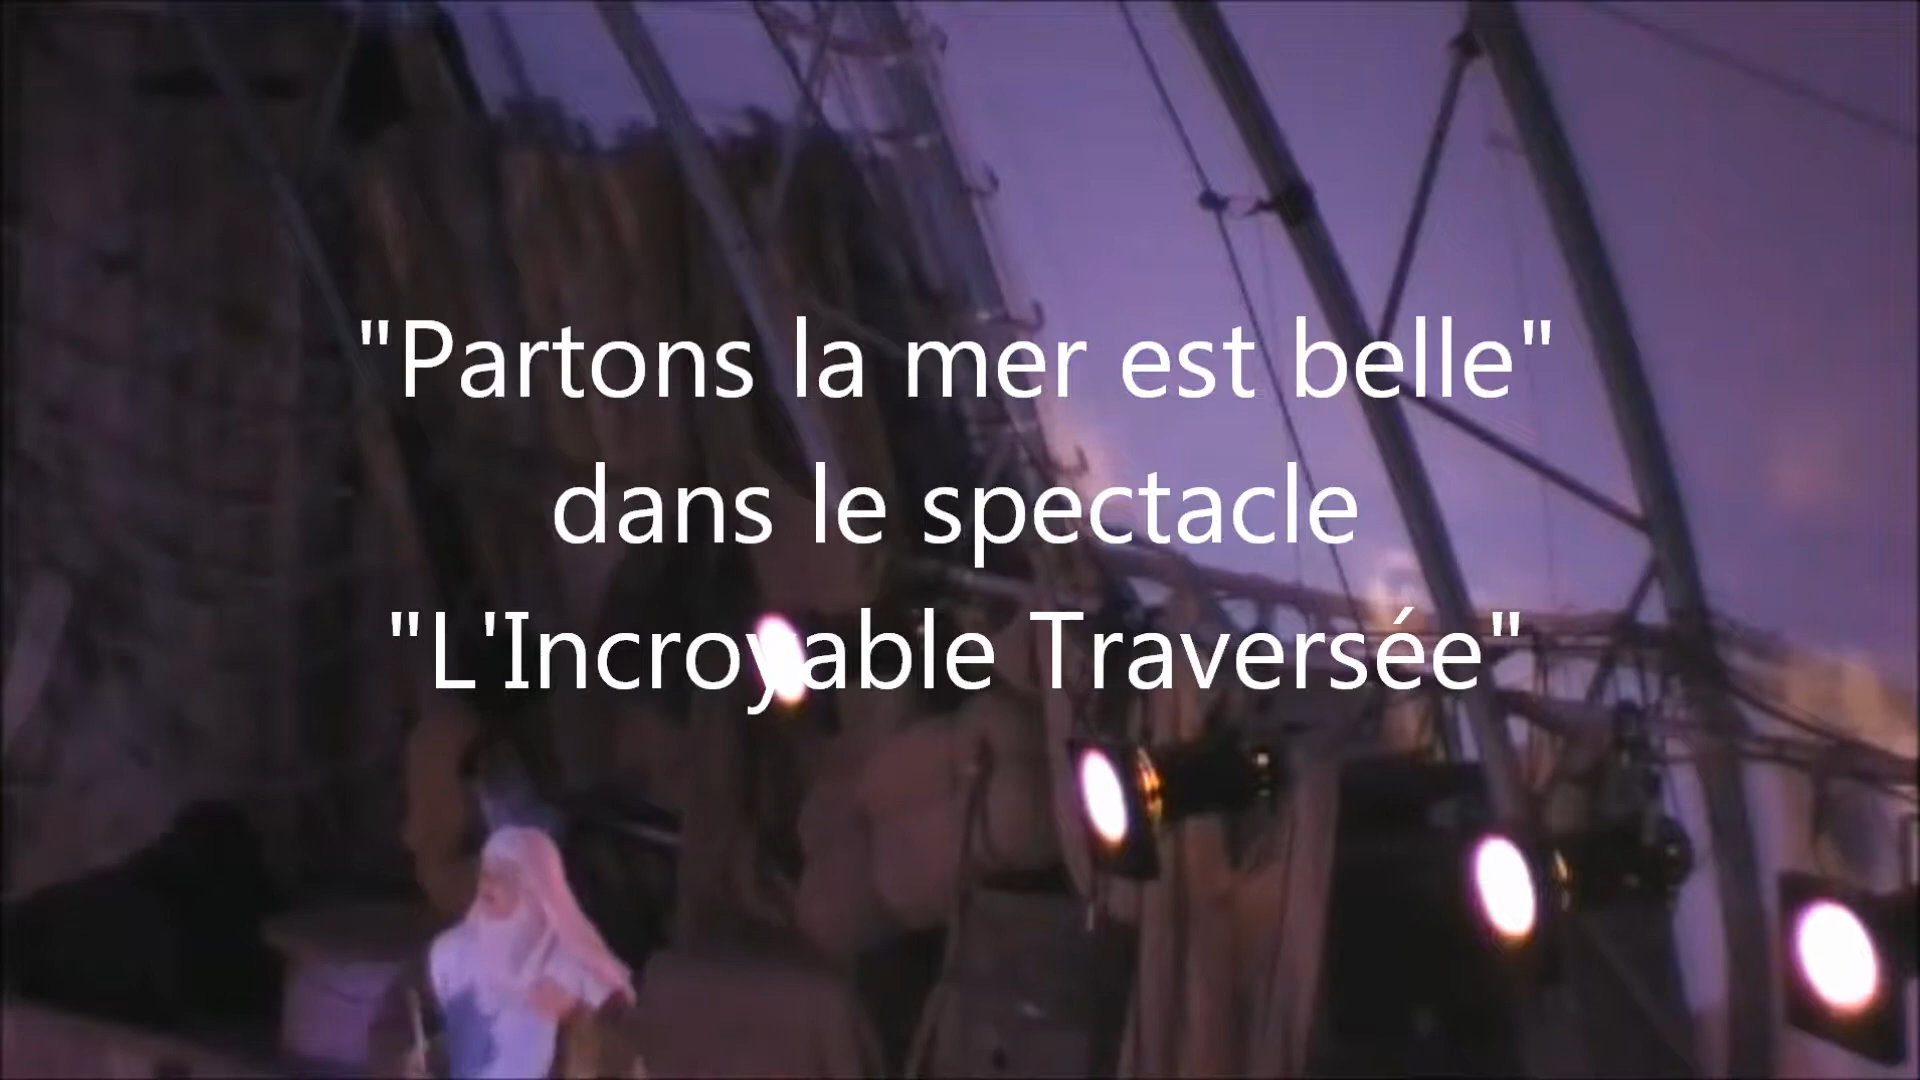 "Partons la mer est belle"
dans le spectacle
"L'Incroyable Traversée"